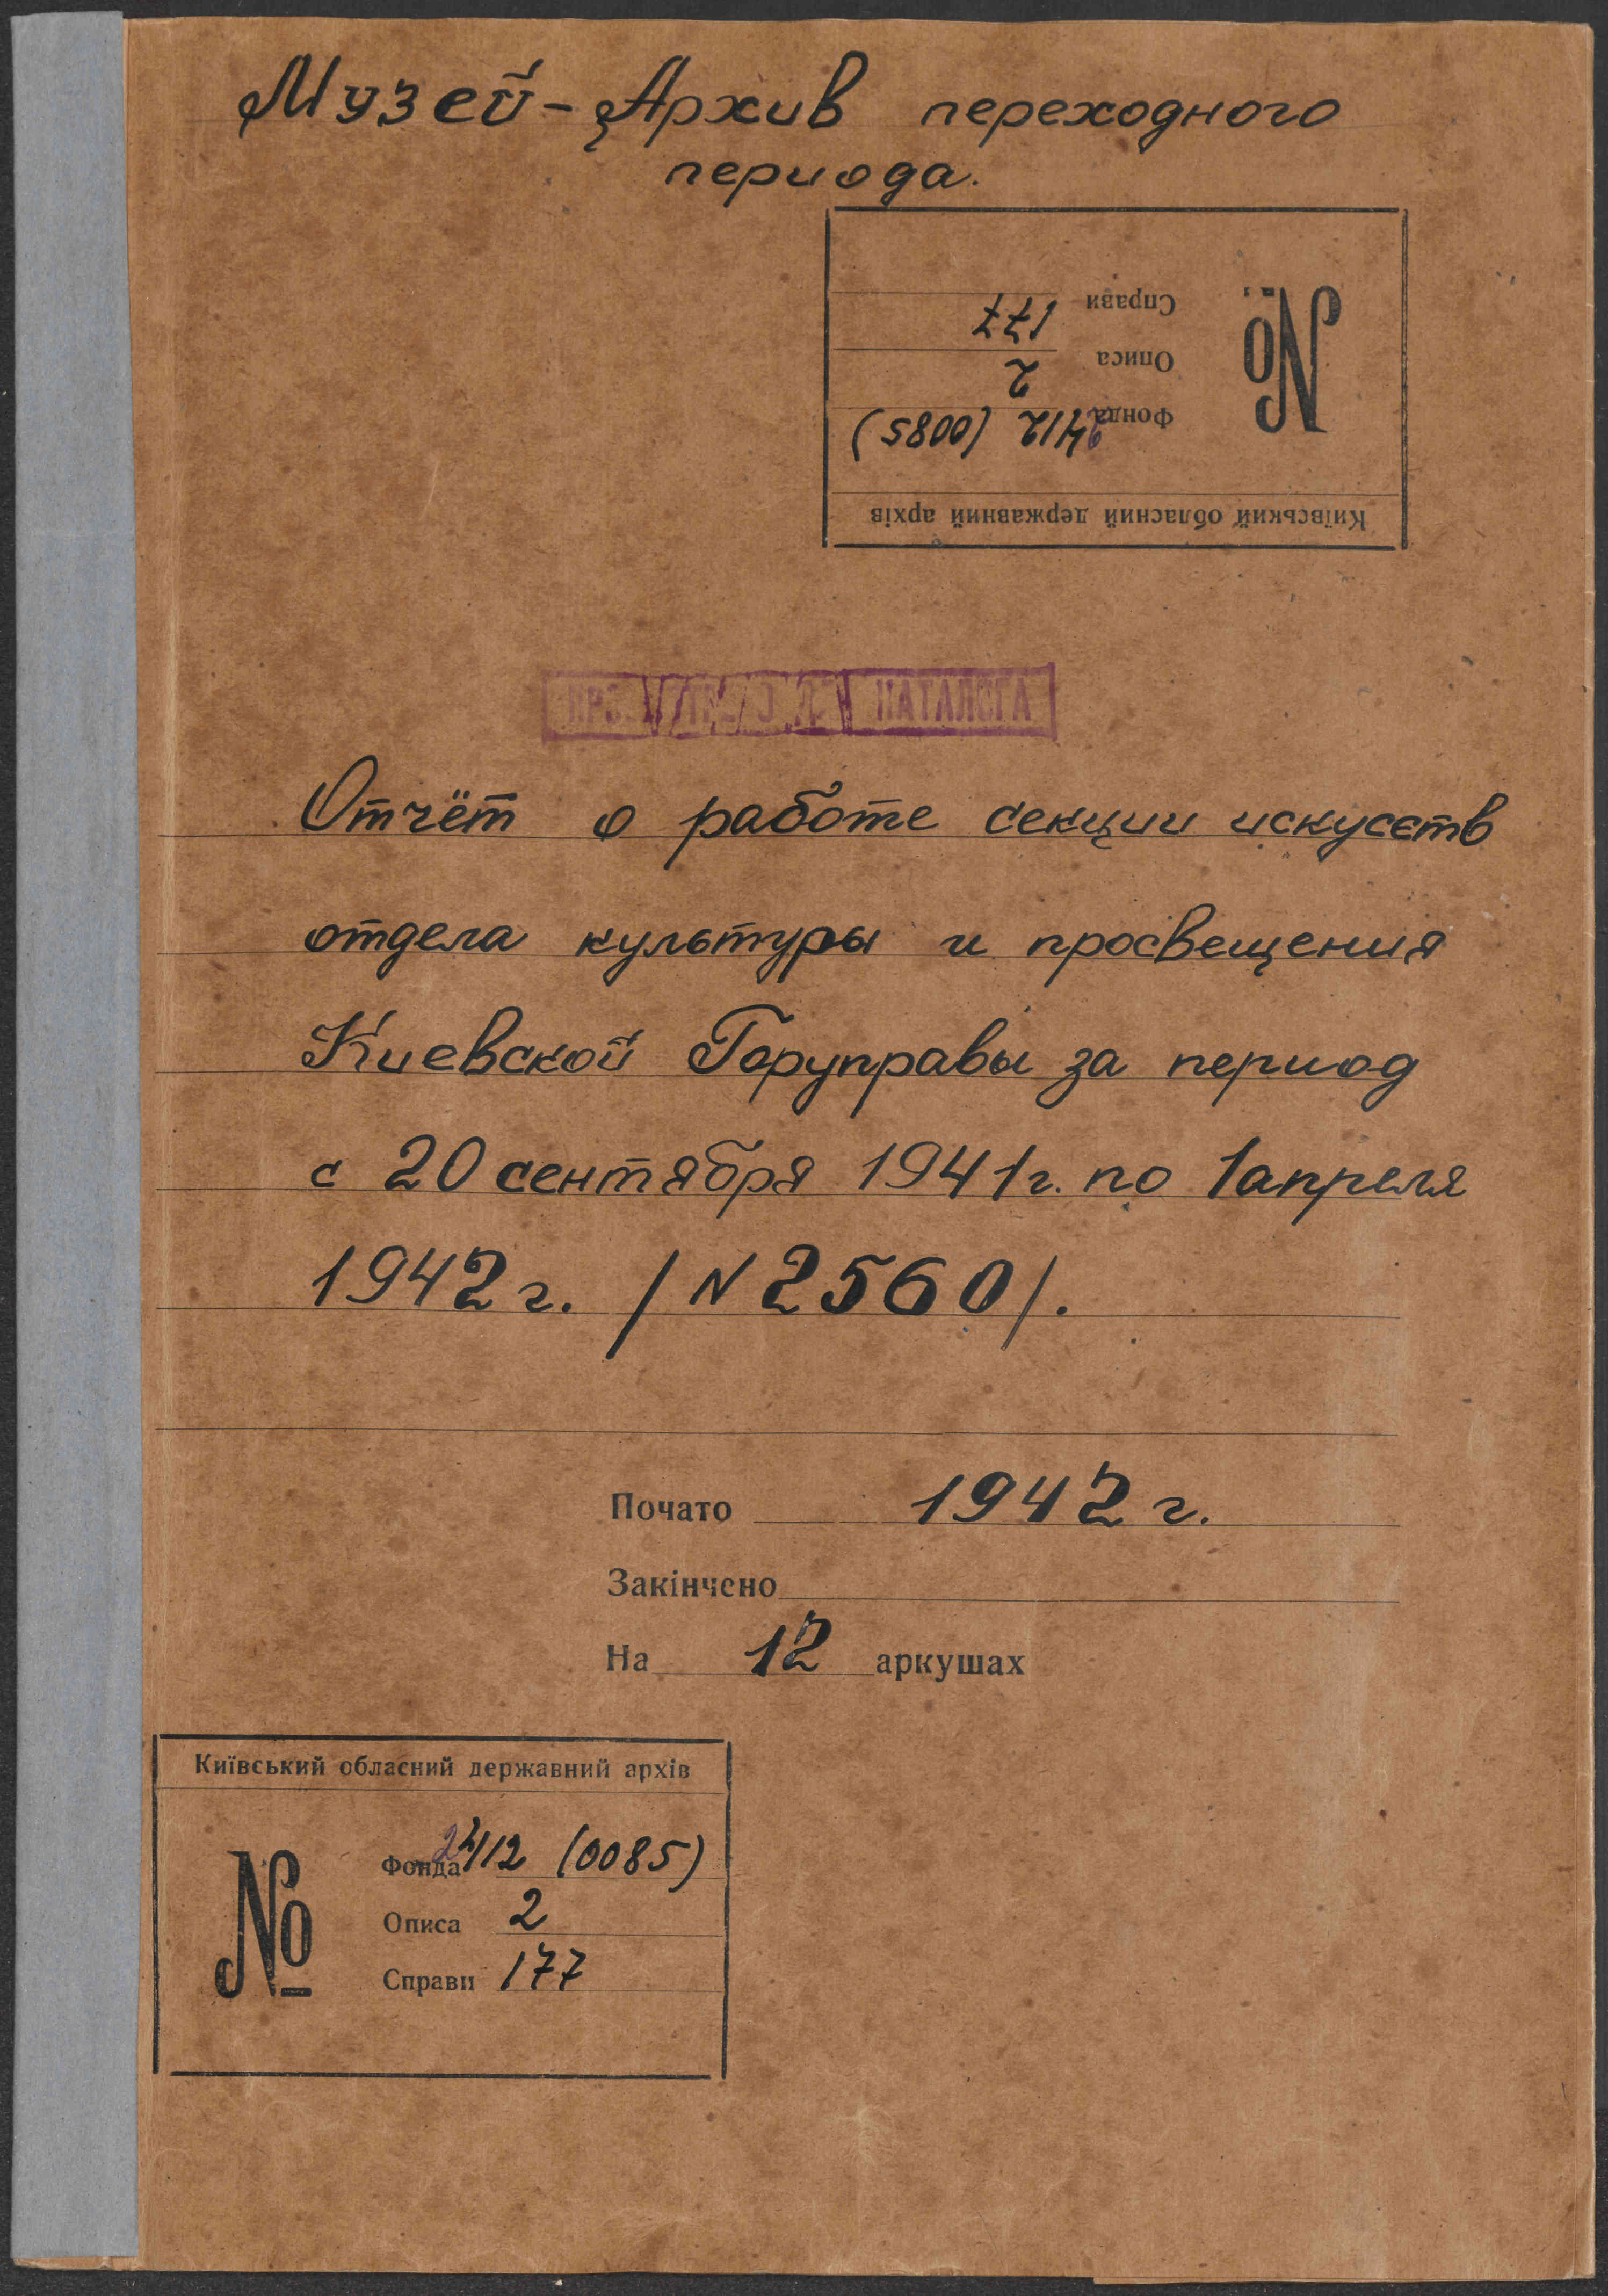 Музей-Архив переходного
периода.
Київський обласний державний архів
№
Фонда 2412 (0085)
Описа 2
Справи 177
КАТАЛОГА
Отчёт о работе секции искусств
отдела культуры и просвещения
Киевской Горуправы за период
с 20 сентября 1941г. по 1 апреля
1942 г. /N 2560/.
Почато 1942 г.
Закінчено
На 12 аркушах
Київський обласний державний архів
№
Фонда 2412 (0085)
Описа 2
Справи 177